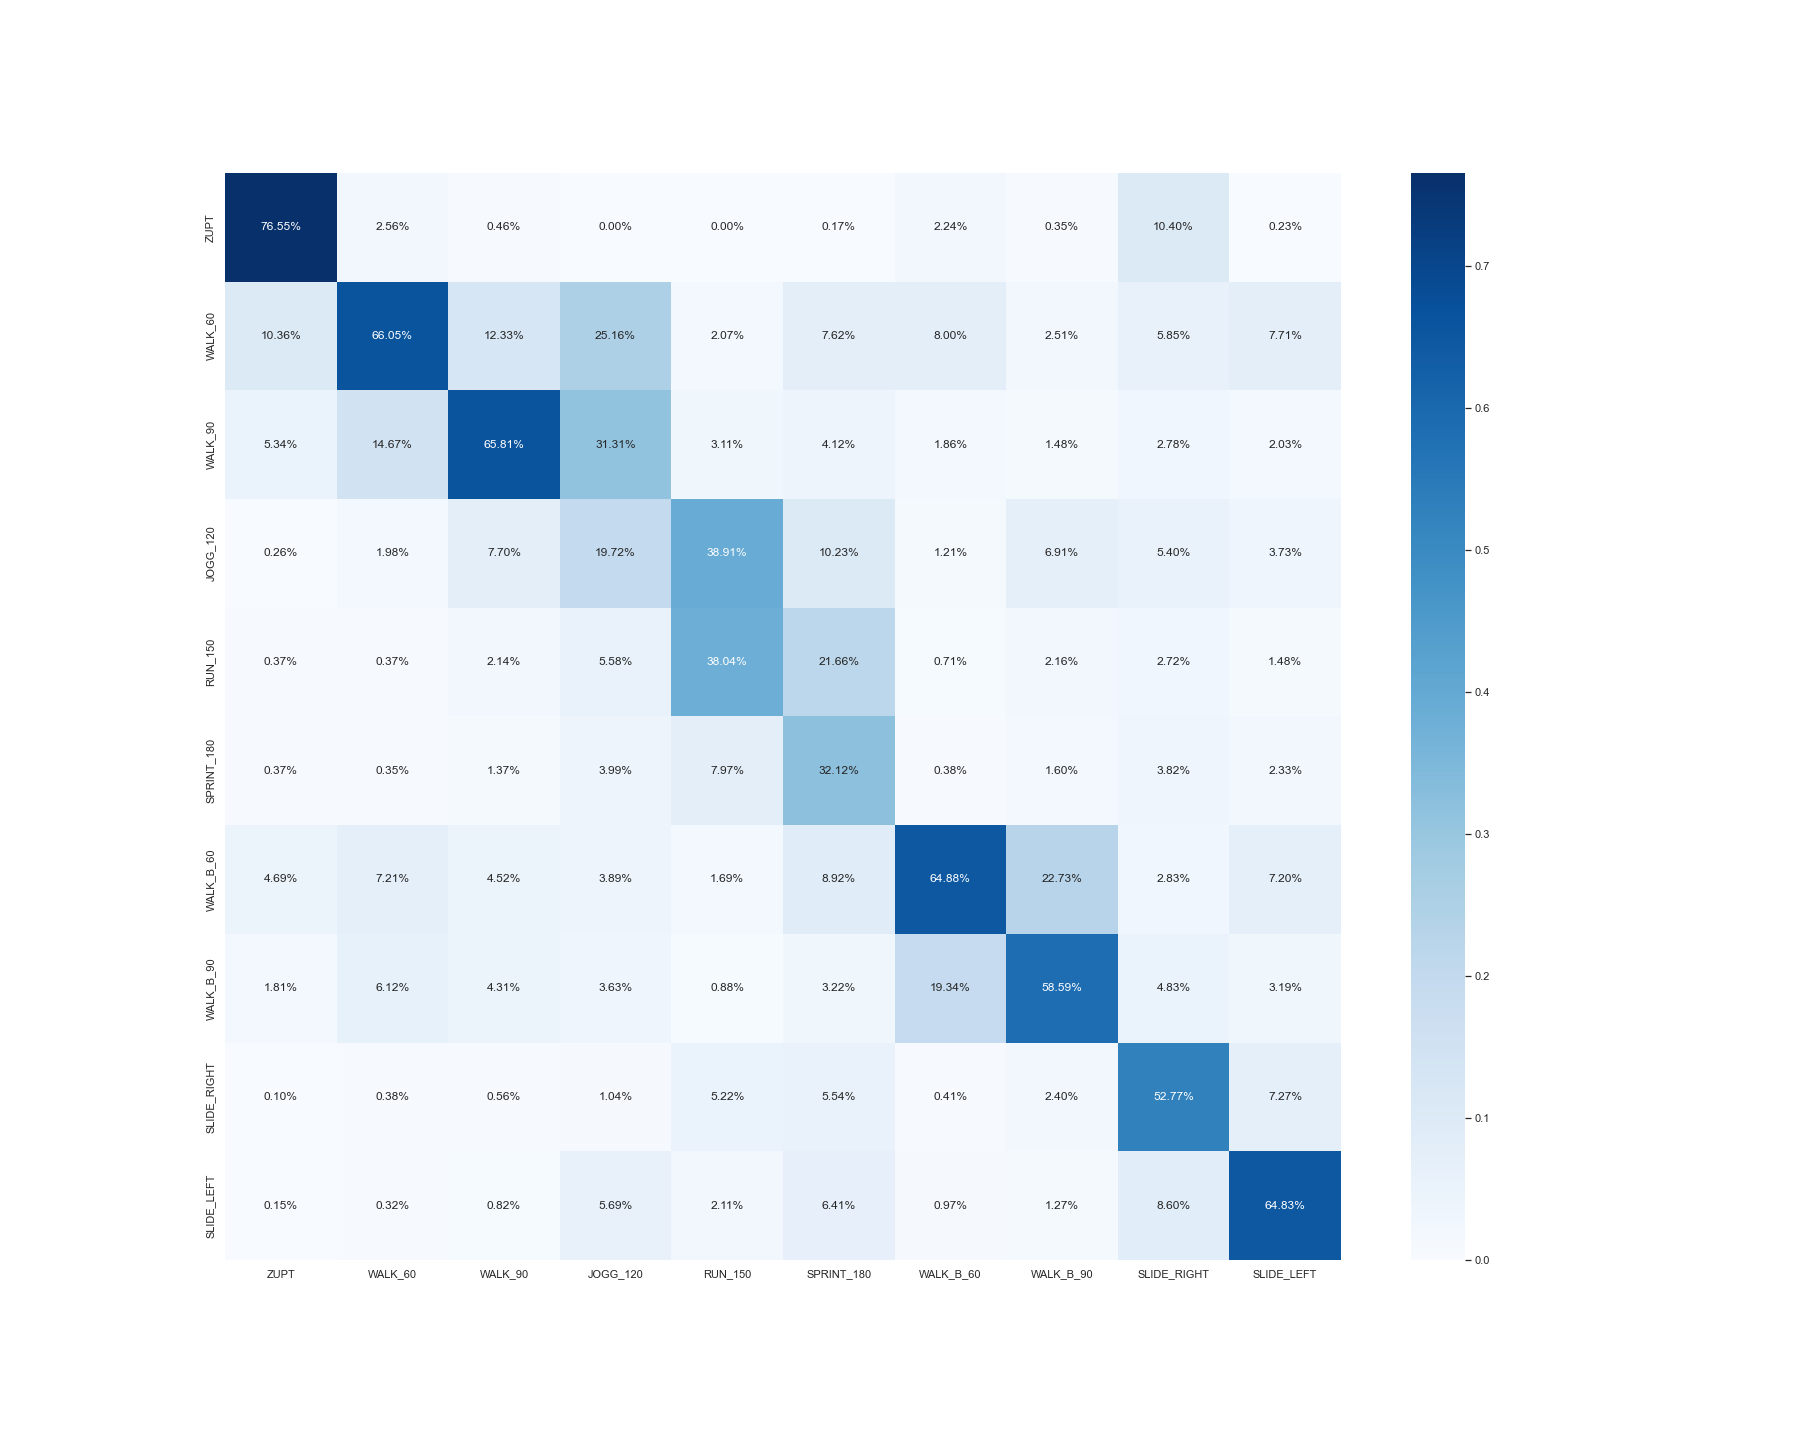 ZUPT 76.55% 2.56% 0.46% 0.00% 0.00% 0.17% 2.24% 0.35% 10.40% 0.23%
0.7
WALK_60 10.36% 66.05% 12.33% 25.16% 2.07% 7.62% 8.00% 2.51% 5.85% 7.71%
0.6
WALK_90 5.34% 14.67% 65.81% 31.31% 3.11% 4.12% 1.86% 1.48% 2.78% 2.03%
0.5
JOGG_120 0.26% 1.98% 7.70% 19.72% 38.91% 10.23% 1.21% 6.91% 5.40% 3.73%
RUN_150 0.37% 0.37% 2.14% 5.58% 38.04% 21.66% 0.71% 2.16% 2.72% 1.48%
0.4
SPRINT_180 0.37% 0.35% 1.37% 3.99% 7.97% 32.12% 0.38% 1.60% 3.82% 2.33%
0.3
WALK_B_60 4.69% 7.21% 4.52% 3.89% 1.69% 8.92% 64.88% 22.73% 2.83% 7.20%
0.2
WALK_B_90 1.81% 6.12% 4.31% 3.63% 0.88% 3.22% 19.34% 58.59% 4.83% 3.19%
SLIDE_RIGHT 0.10% 0.38% 0.56% 1.04% 5.22% 5.54% 0.41% 2.40% 52.77% 7.27%
0.1
SLIDE_LEFT 0.15% 0.32% 0.82% 5.69% 2.11% 6.41% 0.97% 1.27% 8.60% 64.83%
0.0
ZUPT WALK_60 WALK_90 JOGG_120 RUN_150 SPRINT_180 WALK_B_60 WALK_B_90 SLIDE_RIGHT SLIDE_LEFT